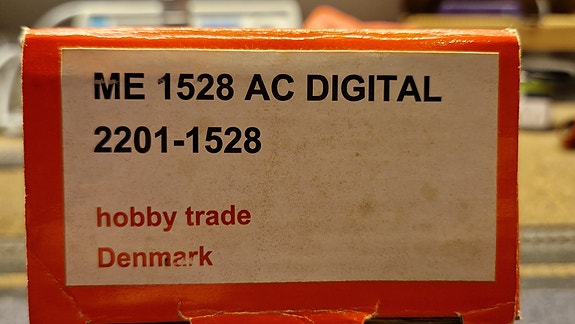 ME 1528 AC DIGITAL
2201-1528
hobby trade
Denmark